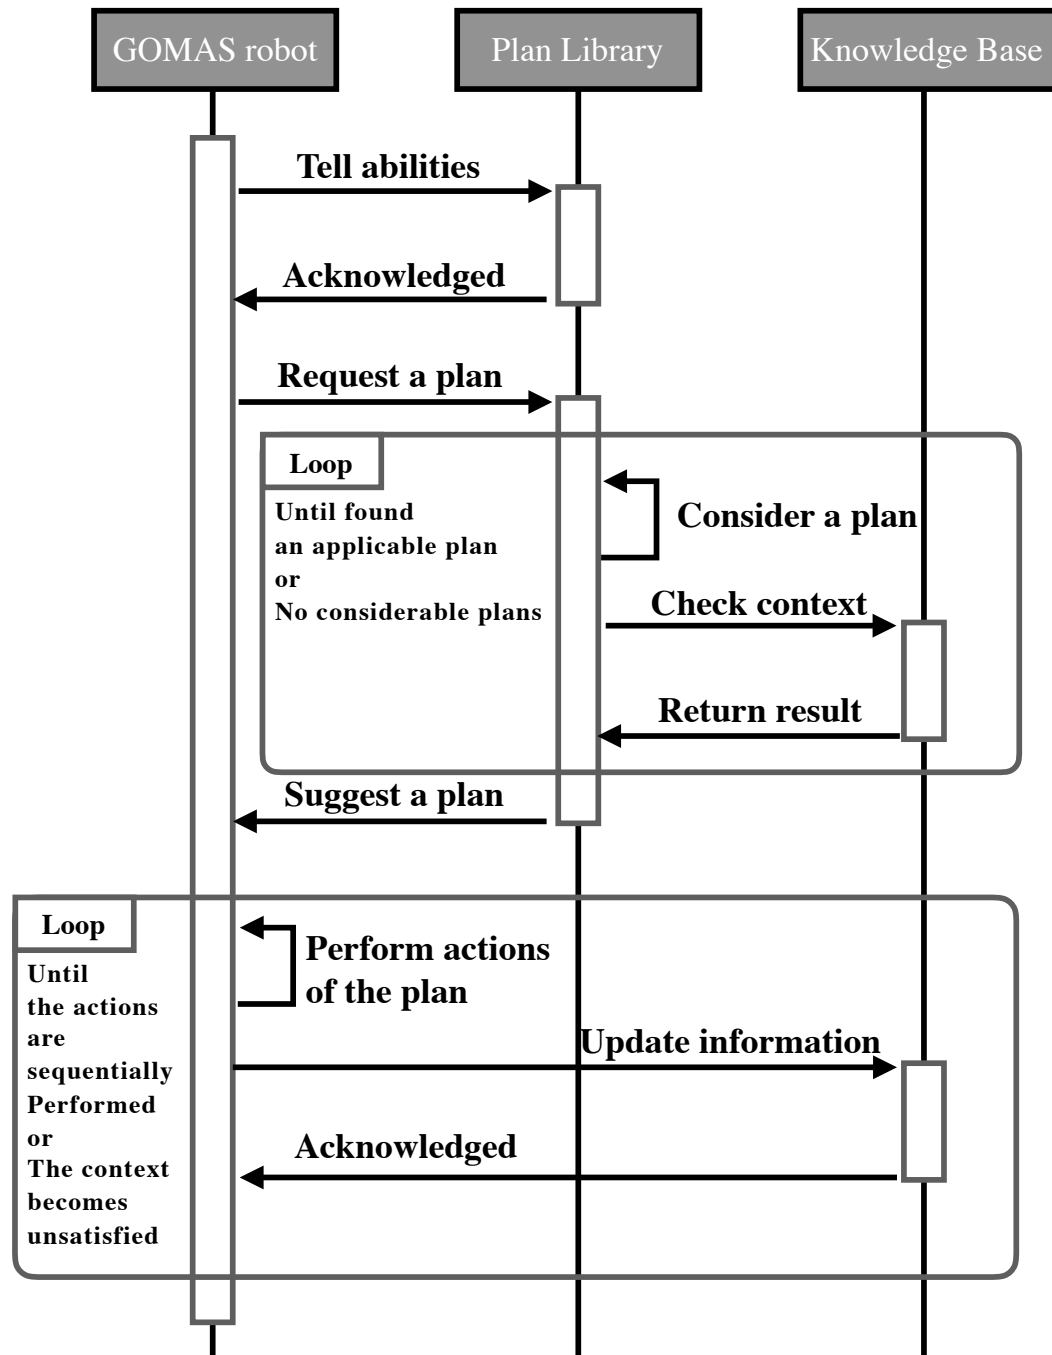 GOMAS robot
Plan Library
Knowledge Base
Tell abilities
Acknowledged
Request a plan
Loop
Until found
an applicable plan
or
No considerable plans
Consider a plan
Check context
Return result
Suggest a plan
Loop
Until
the actions
are
sequentially
Performed
or
The context
becomes
unsatisfied
Perform actions
of the plan
Update information
Acknowledged